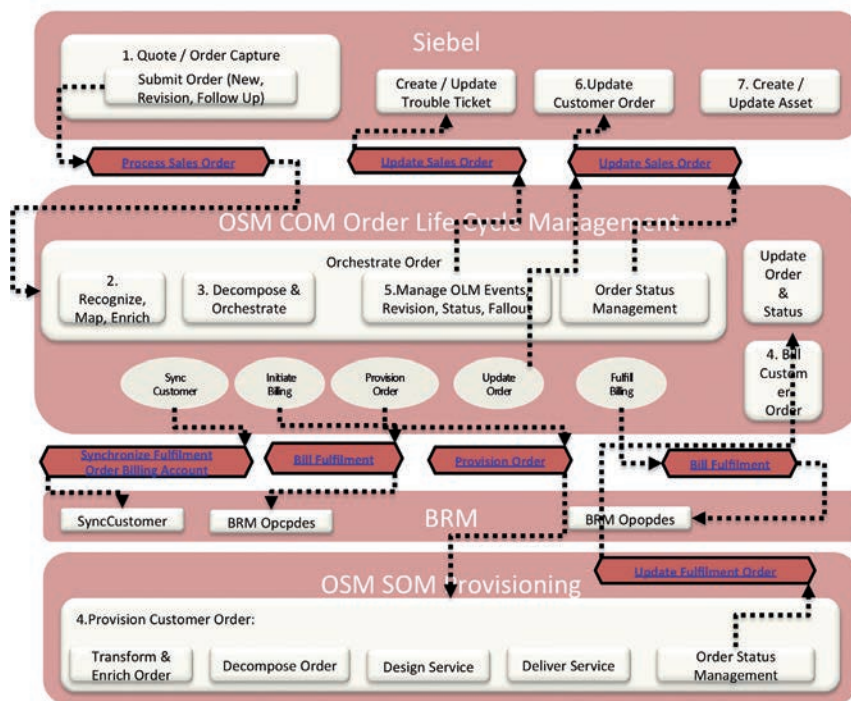 Siebel
1. Quote / Order Capture
Submit Order (New,
Revision, Follow Up)
Create / Update
Trouble Ticket
6.Update
Customer Order
7. Create /
Update Asset
Process Sales Order
Update Sales Order
Update Sales Order
OSM COM Order Life Cycle Management
Orchestrate Order
2.
Recognize,
Map, Enrich
3. Decompose &
Orchestrate
5.Manage OLM Events,
Revision, Status, Fallout
Order Status
Management
Update
Order
&
Status
4. Bill
Custom
er
Order
Sync
Customer
Initiate
Billing
Provision
Order
Update
Order
Fulfill
Billing
Synchronize Fulfilment
Order Billing Account
Bill Fulfilment
Provision Order
Bill Fulfilment
BRM
SyncCustomer
BRM Opcpdes
BRM Opopdes
Update Fulfilment Order
OSM SOM Provisioning
4.Provision Customer Order:
Transform &
Enrich Order
Decompose Order
Design Service
Deliver Service
Order Status
Management